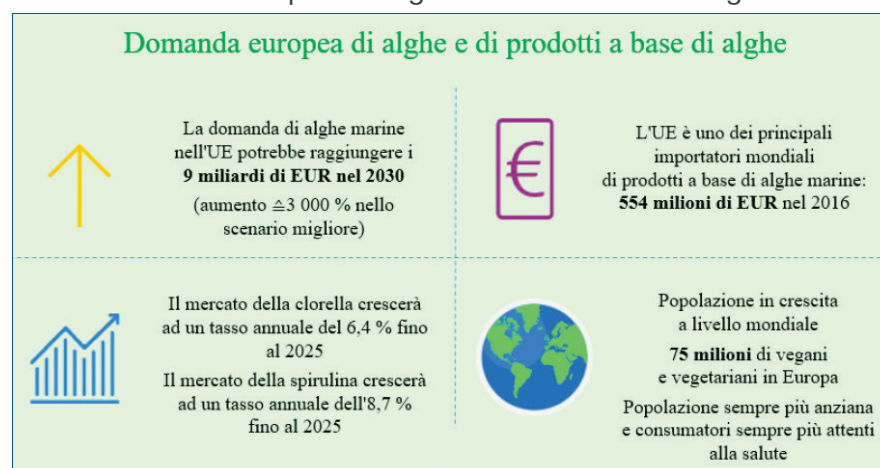 Domanda europea di alghe e di prodotti a base di alghe
La domanda di alghe marine
nell'UE potrebbe raggiungere i
9 miliardi di EUR nel 2030
(aumento ≙3 000 % nello
scenario migliore)
L'UE è uno dei principali
importatori mondiali
di prodotti a base di alghe marine:
554 milioni di EUR nel 2016
Il mercato della clorella crescerà
ad un tasso annuale del 6,4 % fino
al 2025
Il mercato della spirulina crescerà
ad un tasso annuale dell'8,7 %
fino al 2025
Popolazione in crescita
a livello mondiale
75 milioni di vegani
e vegetariani in Europa
Popolazione sempre più anziana
e consumatori sempre più attenti
alla salute